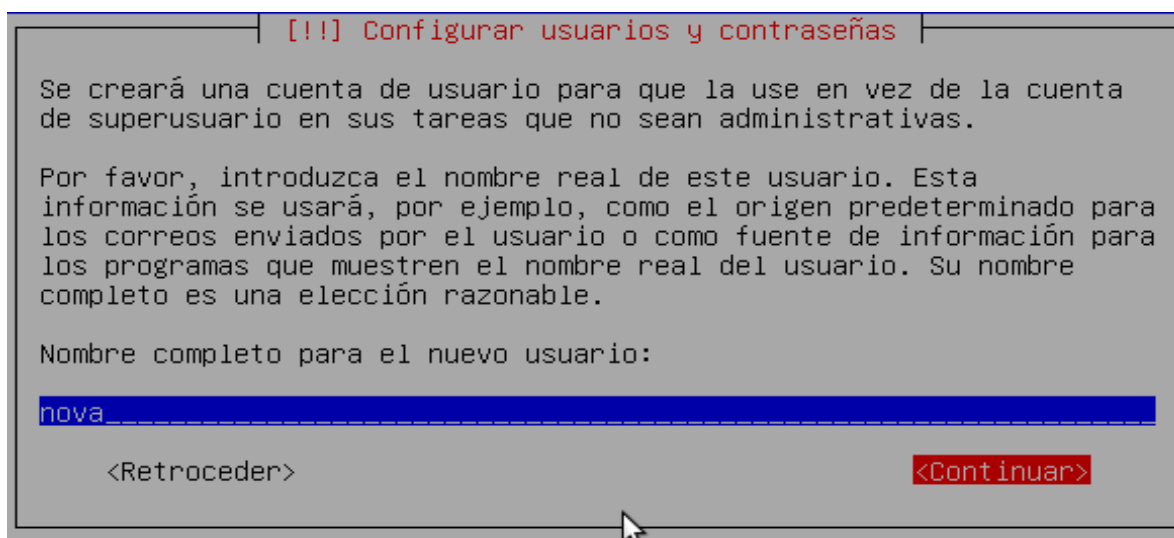 [!!] Configurar usuarios y contraseñas
Se creará una cuenta de usuario para que la use en vez de la cuenta
de superusuario en sus tareas que no sean administrativas.
Por favor, introduzca el nombre real de este usuario. Esta
información se usará, por ejemplo, como el origen predeterminado para
los correos enviados por el usuario o como fuente de información para
los programas que muestren el nombre real del usuario. Su nombre
completo es una elección razonable.
Nombre completo para el nuevo usuario:
nova
<Retroceder> <Continuar>